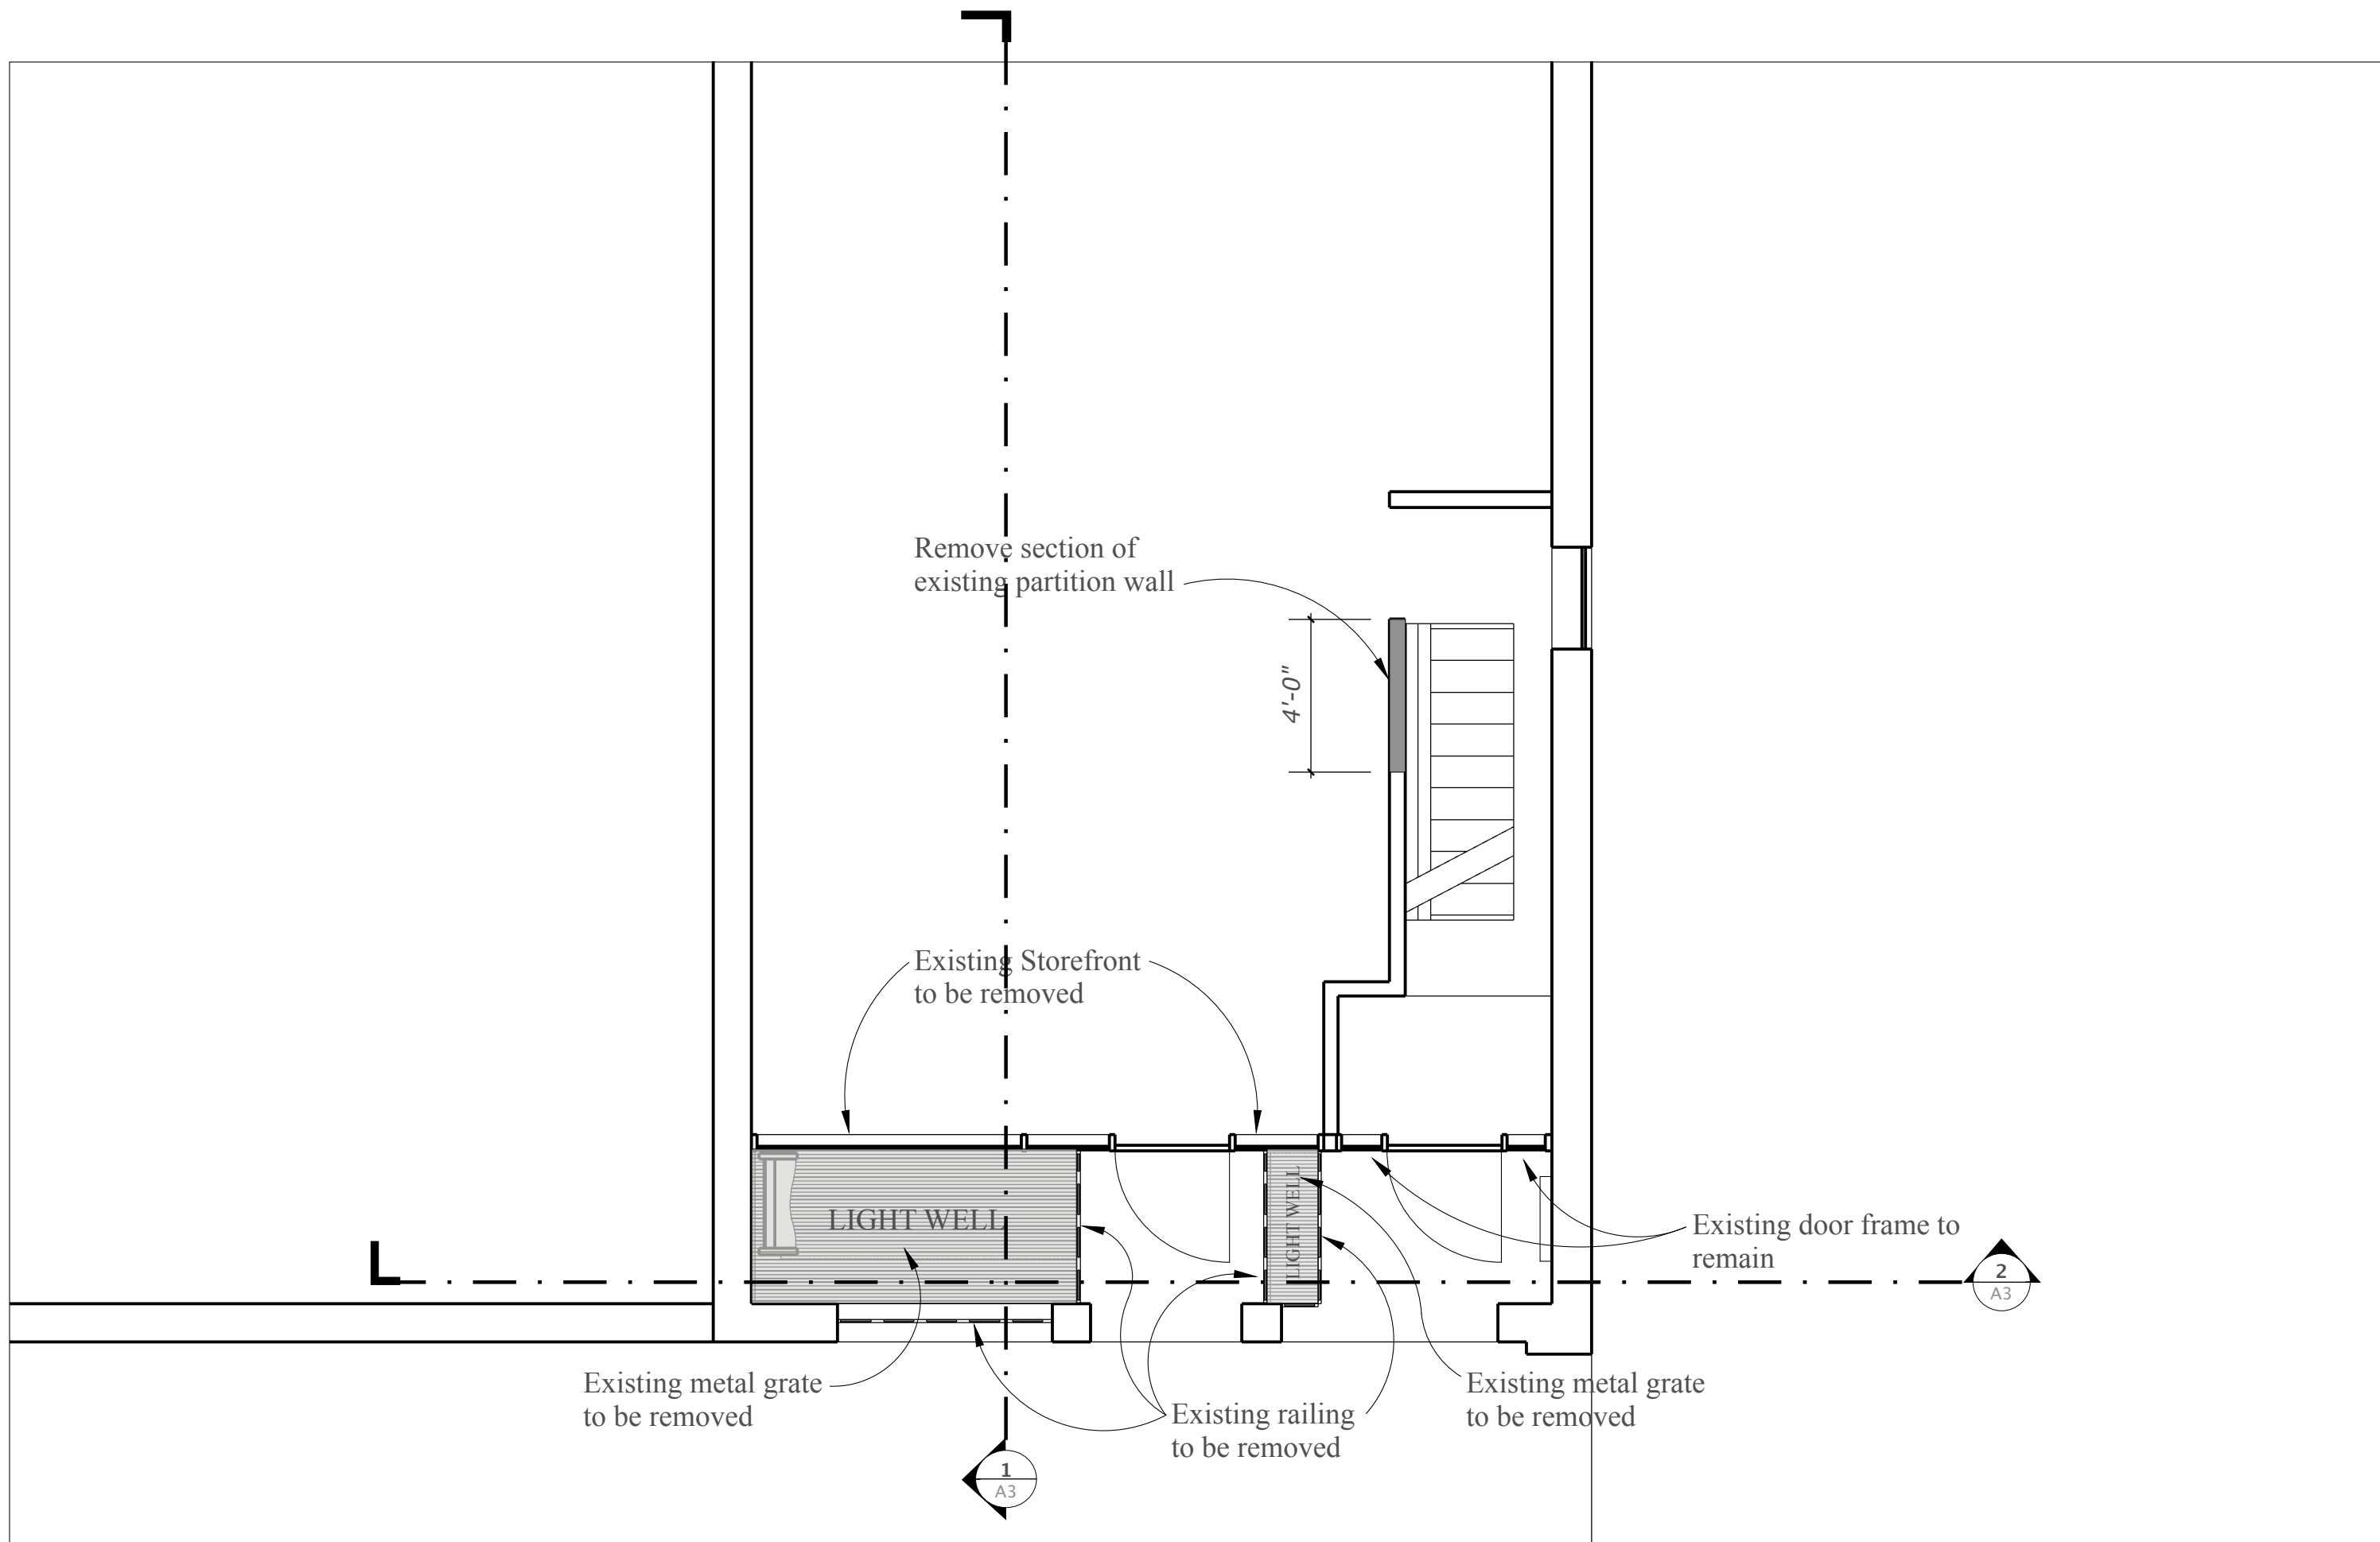 Remove section of
existing partition wall
4'-0"
Existing Storefront
to be removed
LIGHT WELL
LIGHT WELL
Existing door frame to
remain
2
A3
Existing metal grate
to be removed
Existing railing
to be removed
Existing metal grate
to be removed
1
A3